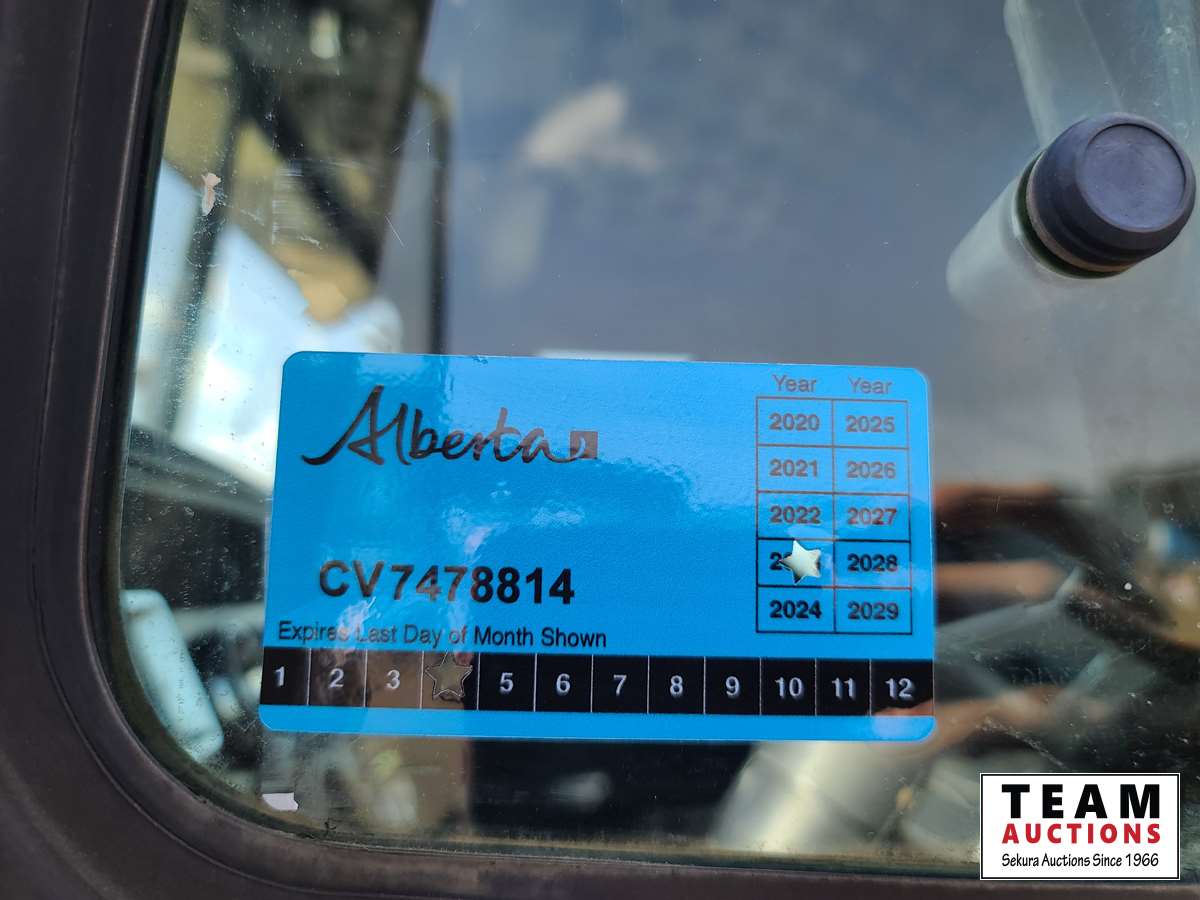 Alberta
Year Year
2020 2025
2021 2026
2022 2027
2028
2024 2029
CV7478814
Expires Last Day of Month Shown
1 2 3 5 6 7 8 9 10 11 12
TEAM
AUCTIONS
Sekura Auctions Since 1966